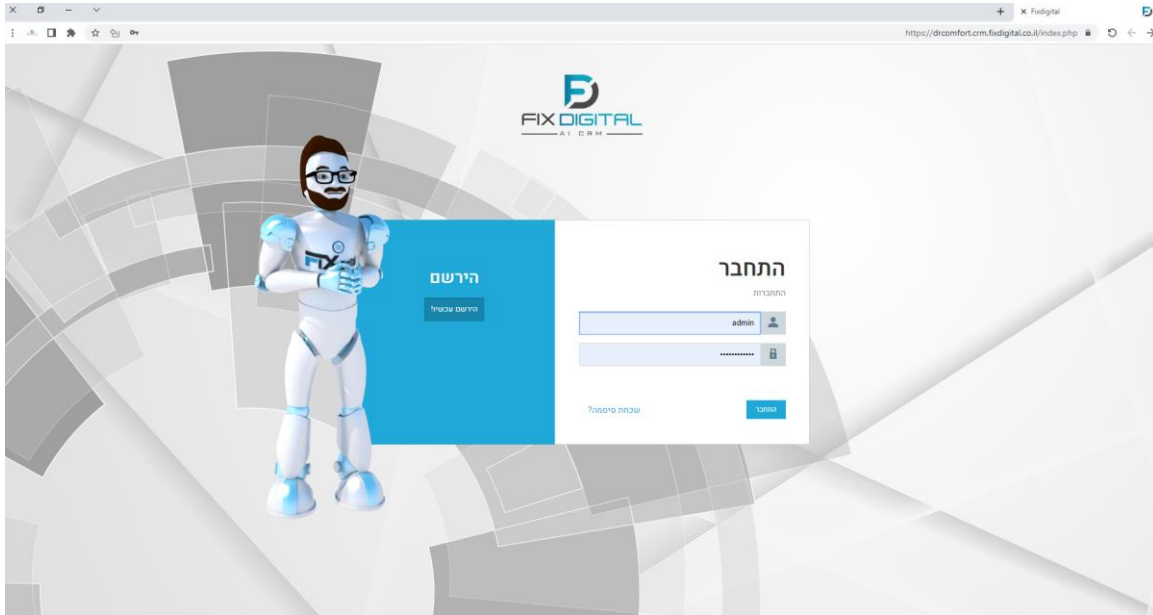 Fixdigital
https://drcomfort.crm.fixdigital.co.il/index.php
FIX DIGITAL
AI CRM
התחבר
התחברות
admin
••••••••••••
התחבר
שכחת סיסמה?
הירשם
הירשם עכשיו!
FIX